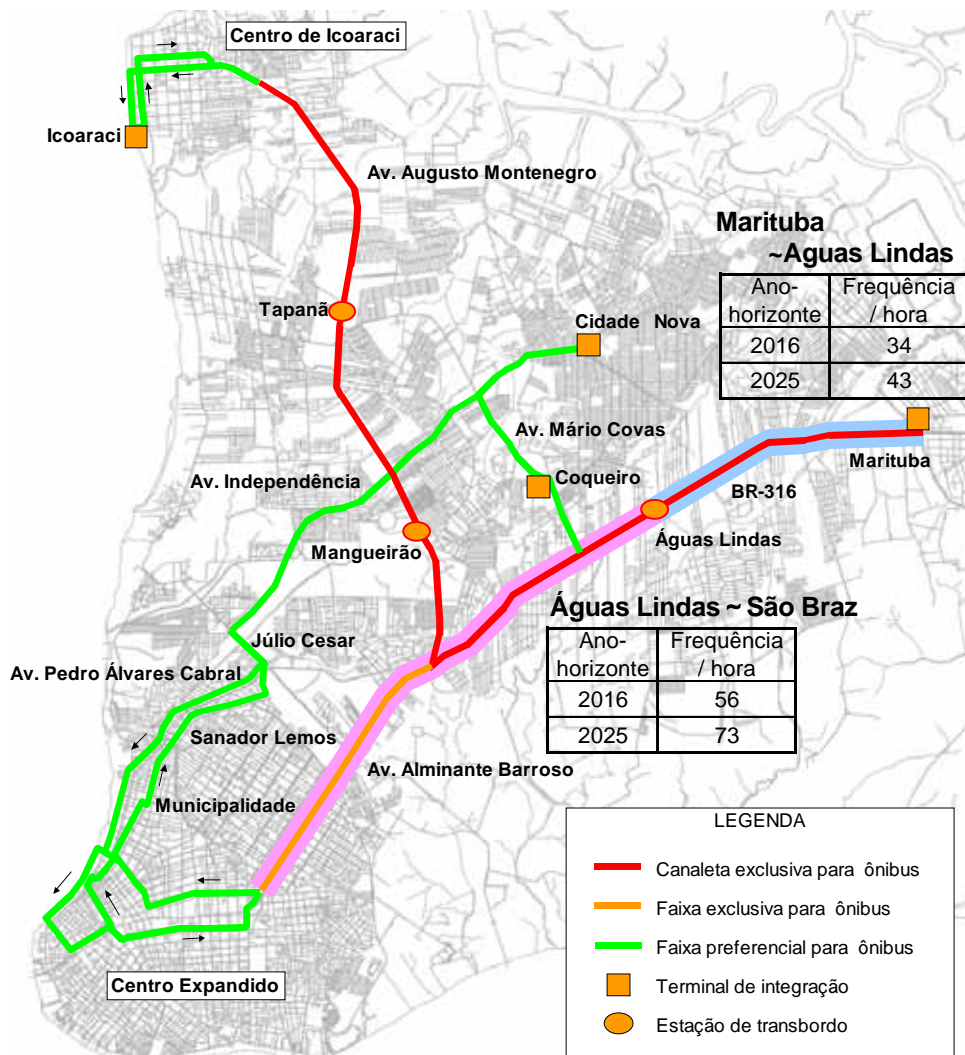 Centro de Icoaraci
Icoaraci
Av. Augusto Montenegro
Marituba
~Aguas Lindas
Ano-horizonte Frequência / hora
2016 34
2025 43
Tapanã
Cidade Nova
Av. Mário Covas
Marituba
Coqueiro
Av. Independência
BR-316
Mangueirão
Águas Lindas
Águas Lindas ~ São Braz
Ano-horizonte Frequência / hora
2016 56
2025 73
Júlio Cesar
Av. Pedro Álvares Cabral
Sanador Lemos
Av. Alminante Barroso
Municipalidade
Centro Expandido
LEGENDA
Canaleta exclusiva para ônibus
Faixa exclusiva para ônibus
Faixa preferencial para ônibus
Terminal de integração
Estação de transbordo